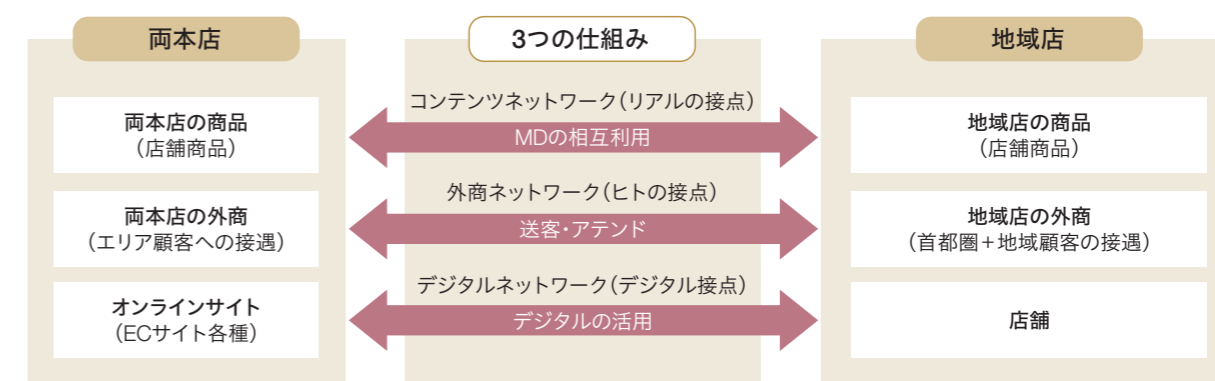 両本店
3つの仕組み
地域店
コンテンツネットワーク（リアルの接点）
両本店の商品
（店舗商品）
MDの相互利用
地域店の商品
（店舗商品）
外商ネットワーク（ヒトの接点）
両本店の外商
（エリア顧客への接遇）
送客・アテンド
地域店の外商
（首都圏＋地域顧客の接遇）
デジタルネットワーク（デジタル接点）
オンラインサイト
（ECサイト各種）
デジタルの活用
店舗